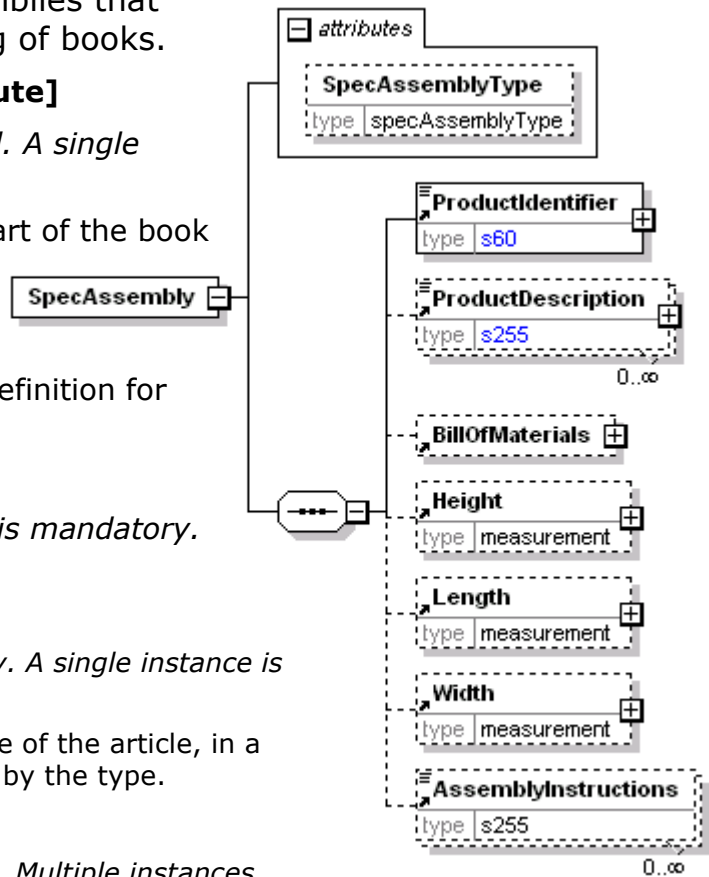 g of books.
ute]
. A single
art of the book
efinition for
is mandatory.
. A single instance is
e of the article, in a
by the type.
Multiple instances
attributes
SpecAssemblyType
type specAssemblyType
SpecAssembly
ProductIdentifier
type s60
ProductDescription
type s255
0..∞
BillOfMaterials
Height
type measurement
Length
type measurement
Width
type measurement
AssemblyInstructions
type s255
0..∞